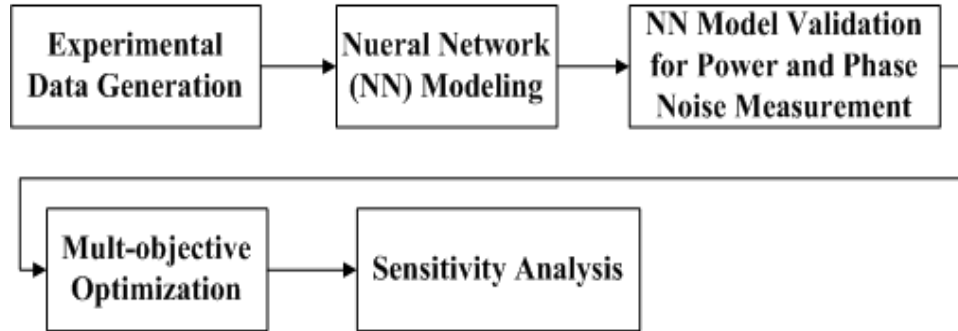 Experimental
Data Generation
Nueral Network
(NN) Modeling
NN Model Validation
for Power and Phase
Noise Measurement
Mult-objective
Optimization
Sensitivity Analysis